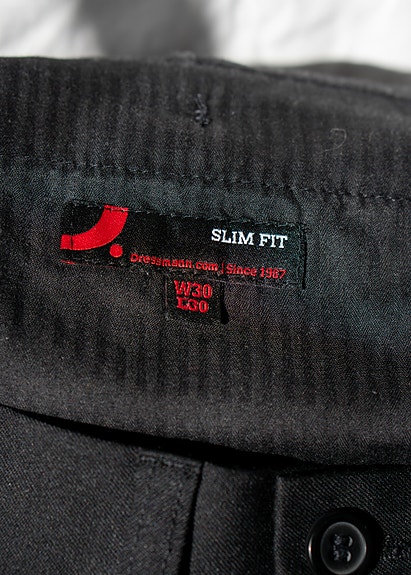 SLIM FIT
Dressmann.com | Since 1967
W30
L30